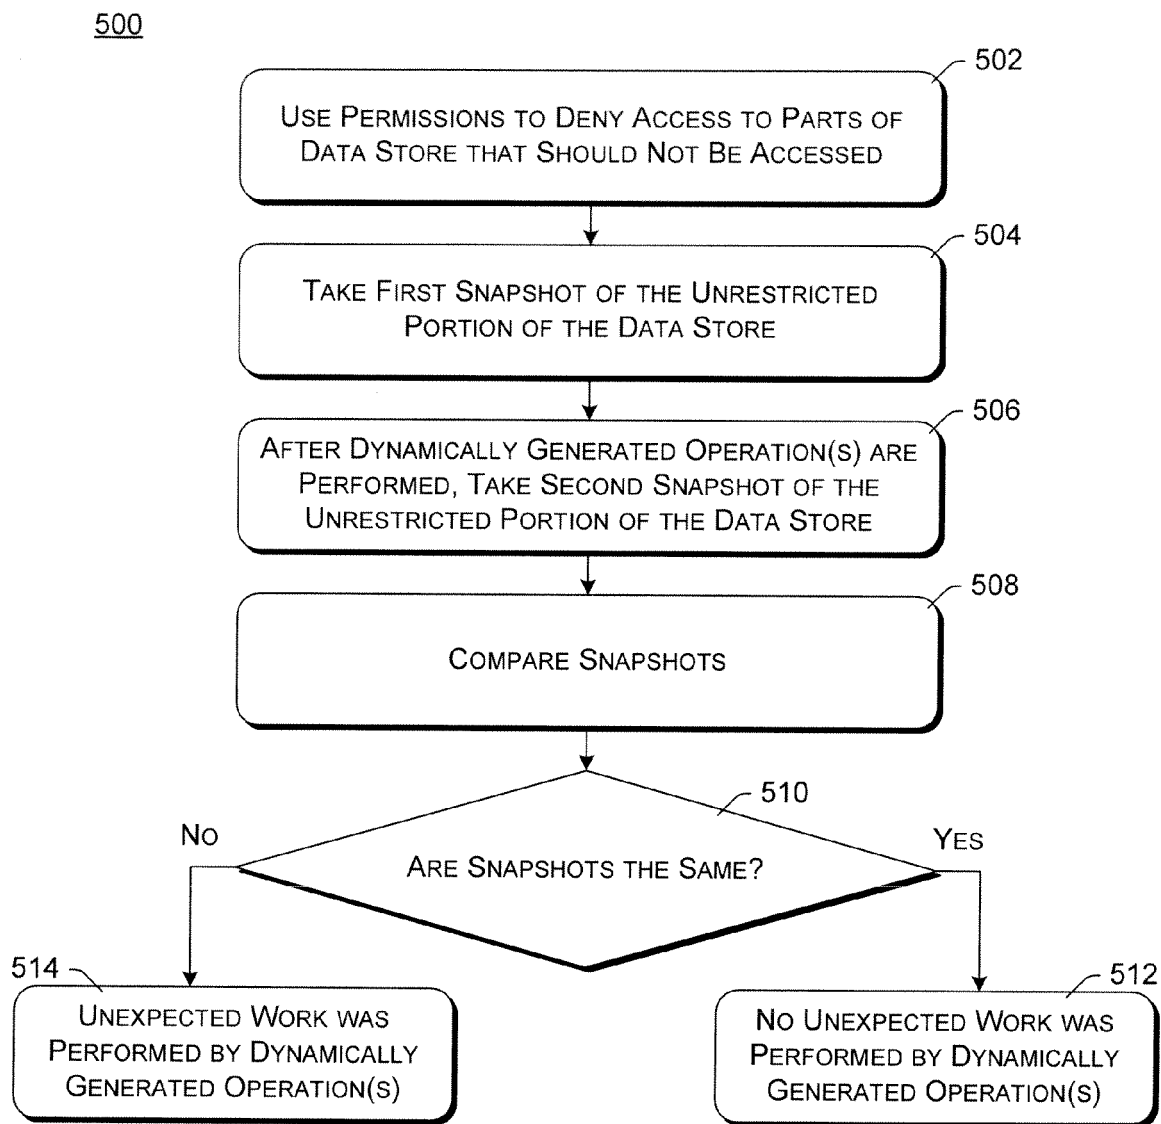 500
502
USE PERMISSIONS TO DENY ACCESS TO PARTS OF
DATA STORE THAT SHOULD NOT BE ACCESSED
504
TAKE FIRST SNAPSHOT OF THE UNRESTRICTED
PORTION OF THE DATA STORE
506
AFTER DYNAMICALLY GENERATED OPERATION(S) ARE
PERFORMED, TAKE SECOND SNAPSHOT OF THE
UNRESTRICTED PORTION OF THE DATA STORE
508
COMPARE SNAPSHOTS
510
NO
YES
ARE SNAPSHOTS THE SAME?
514
UNEXPECTED WORK WAS
PERFORMED BY DYNAMICALLY
GENERATED OPERATION(S)
512
NO UNEXPECTED WORK WAS
PERFORMED BY DYNAMICALLY
GENERATED OPERATION(S)